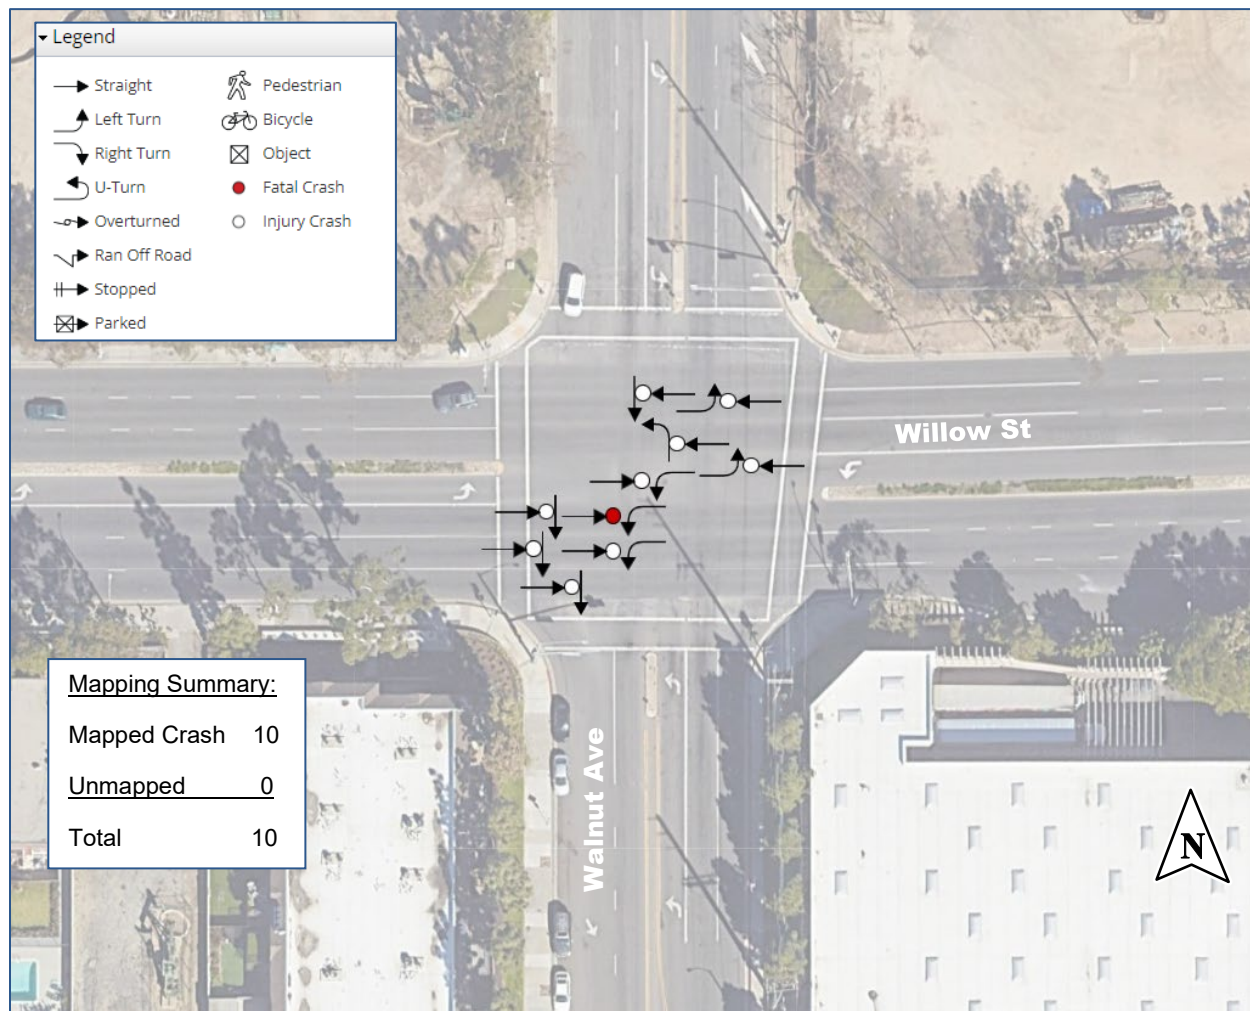 Legend
Straight
Left Turn
Right Turn
U-Turn
Overturned
Ran Off Road
Stopped
Parked
Pedestrian
Bicycle
Object
Fatal Crash
Injury Crash
Willow St
Walnut Ave
Mapping Summary:
Mapped Crash 10
Unmapped 0
Total 10
N